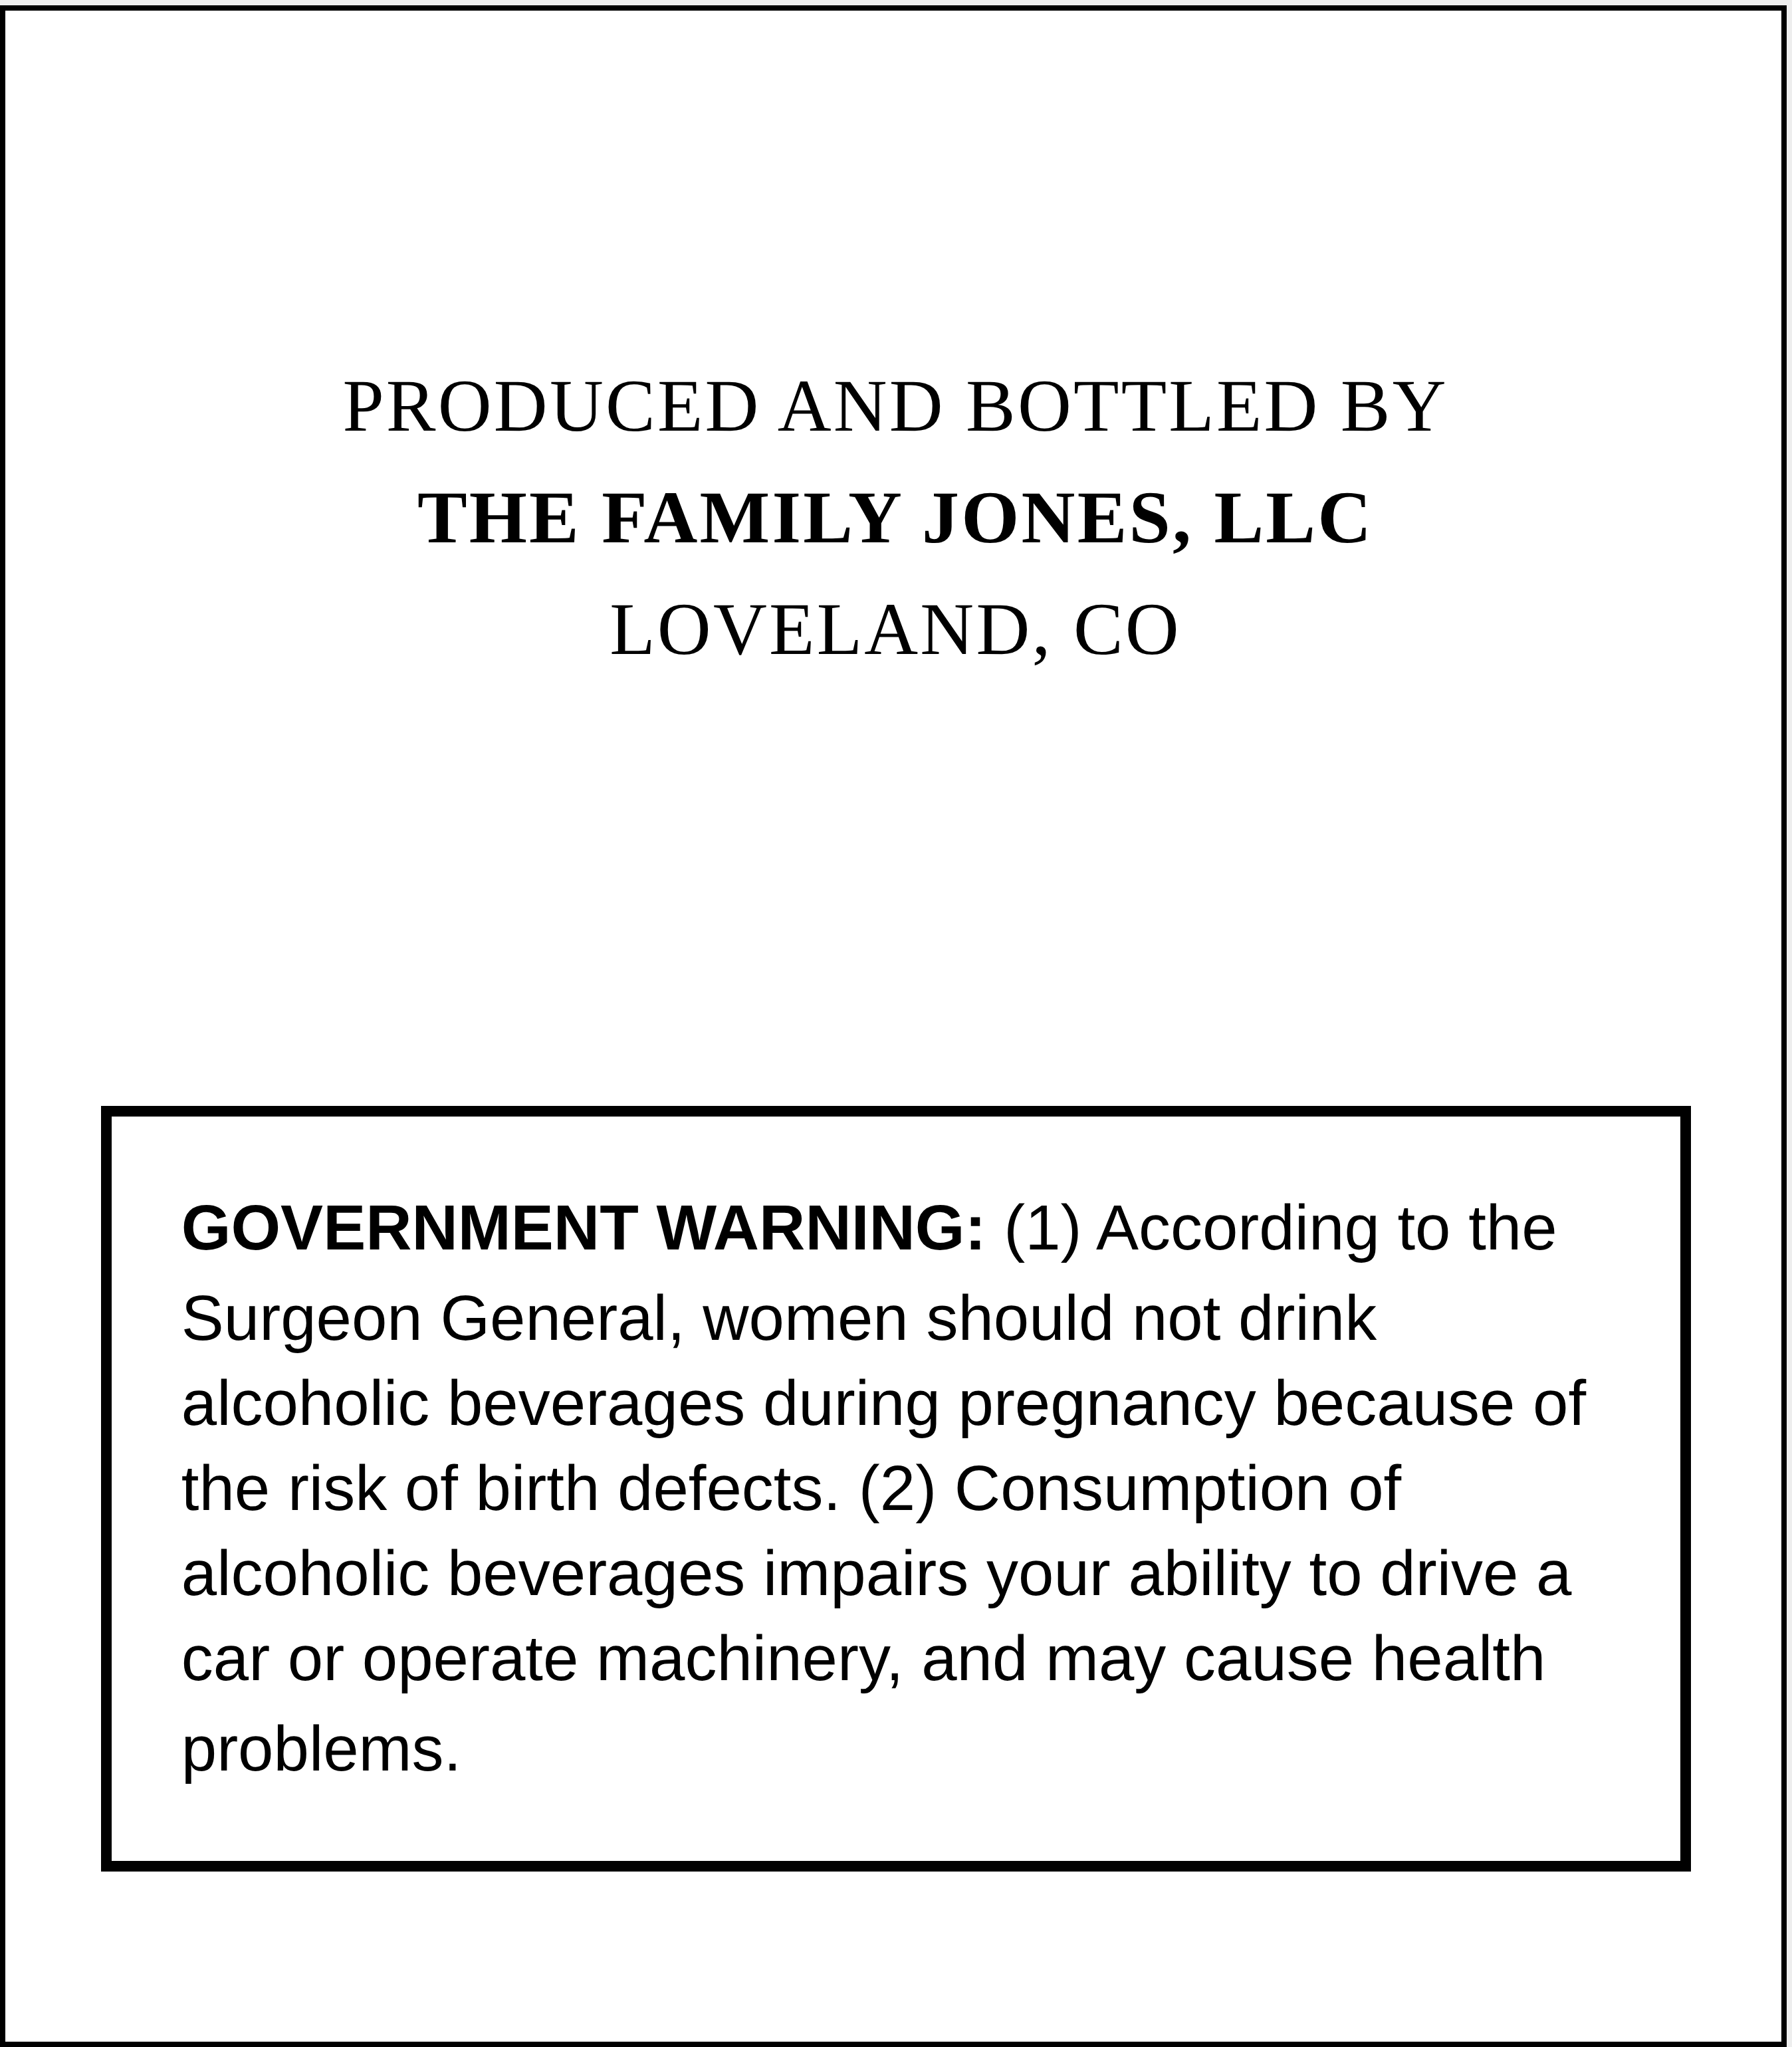 PRODUCED AND BOTTLED BY
THE FAMILY JONES, LLC
LOVELAND, CO
GOVERNMENT WARNING: (1) According to the
Surgeon General, women should not drink
alcoholic beverages during pregnancy because of
the risk of birth defects. (2) Consumption of
alcoholic beverages impairs your ability to drive a
car or operate machinery, and may cause health
problems.